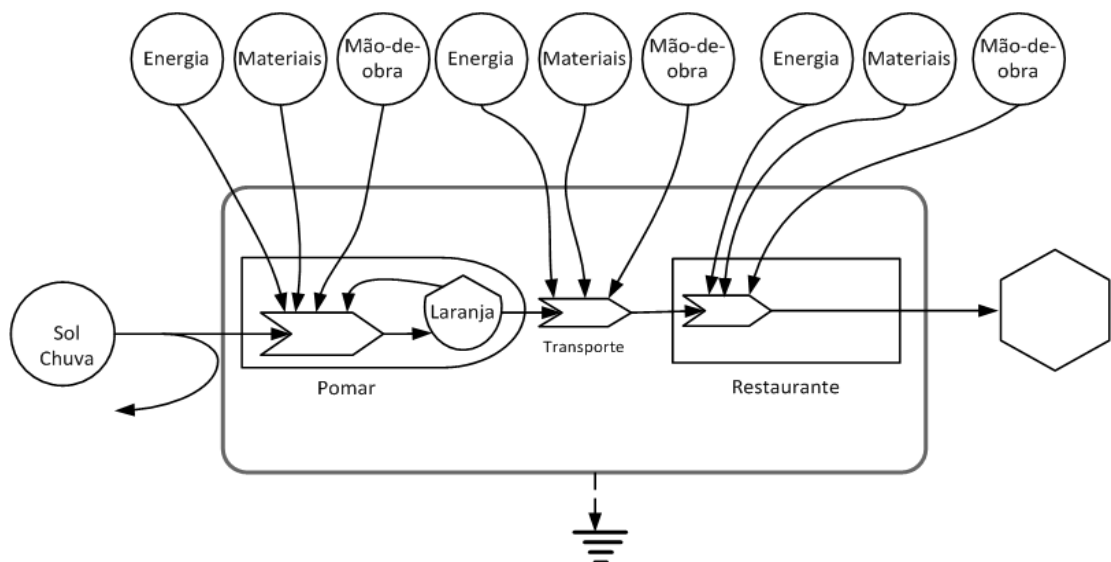 Energia
Materiais
Mão-de-
obra
Energia
Materiais
Mão-de-
obra
Energia
Materiais
Mão-de-
obra
Sol
Chuva
Laranja
Transporte
Pomar
Restaurante